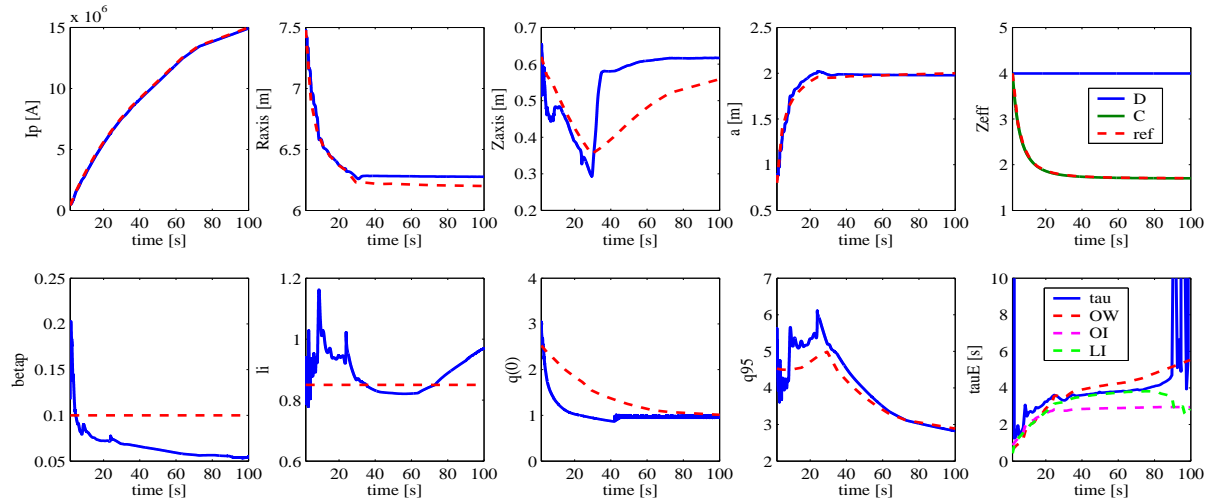 x 10^6
15
10
5
0
Ip [A]
20 40 60 80 100
time [s]
7.5
7
6.5
6
Raxis [m]
20 40 60 80 100
time [s]
0.7
0.6
0.5
0.4
0.3
0.2
Zaxis [m]
20 40 60 80 100
time [s]
2.5
2
1.5
1
0.5
a [m]
20 40 60 80 100
time [s]
5
4
3
2
1
Zeff
D
C
ref
20 40 60 80 100
time [s]
0.25
0.2
0.15
0.1
0.05
betap
20 40 60 80 100
time [s]
1.2
1
0.8
0.6
li
20 40 60 80 100
time [s]
4
3
2
1
0
q(0)
20 40 60 80 100
time [s]
7
6
5
4
3
2
q95
20 40 60 80 100
time [s]
10
8
6
4
2
0
tauE [s]
tau
OW
OI
LI
20 40 60 80 100
time [s]